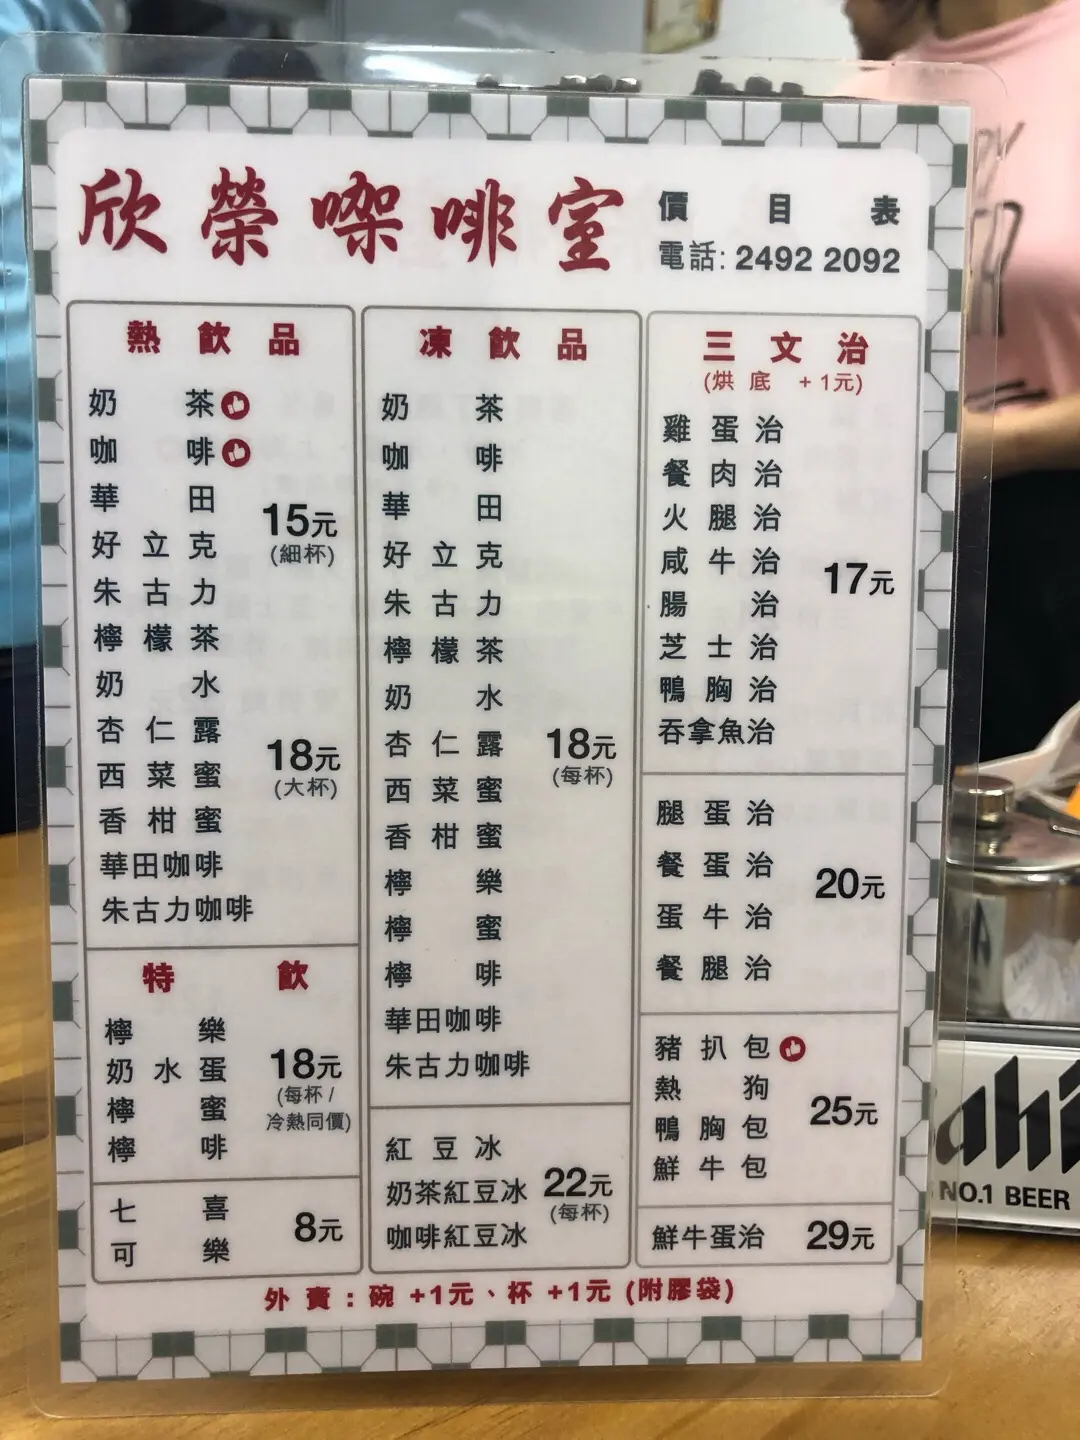 欣榮㗎啡室
價目表
電話: 2492 2092
熱飲品
奶茶
咖啡
華田
好立克
朱古力
檸檬茶
奶水
杏仁露
西菜蜜
香柑蜜
華田咖啡
朱古力咖啡
15元
(細杯)
18元
(大杯)
特飲
檸樂
奶水蛋
檸蜜
檸啡
18元
(每杯 /
冷熱同價)
七喜
可樂
8元
凍飲品
奶茶
咖啡
華田
好立克
朱古力
檸檬茶
奶水
杏仁露
西菜蜜
香柑蜜
檸樂
檸蜜
檸啡
華田咖啡
朱古力咖啡
18元
(每杯)
紅豆冰
奶茶紅豆冰
咖啡紅豆冰
22元
(每杯)
三文治
(烘底 +1元)
雞蛋治
餐肉治
火腿治
咸牛治
腸治
芝士治
鴨胸治
吞拿魚治
17元
腿蛋治
餐蛋治
蛋牛治
餐腿治
20元
豬扒包
熱狗
鴨胸包
鮮牛包
25元
鮮牛蛋治
29元
外賣：碗 +1元、杯 +1元 (附膠袋)
NO.1 BEER